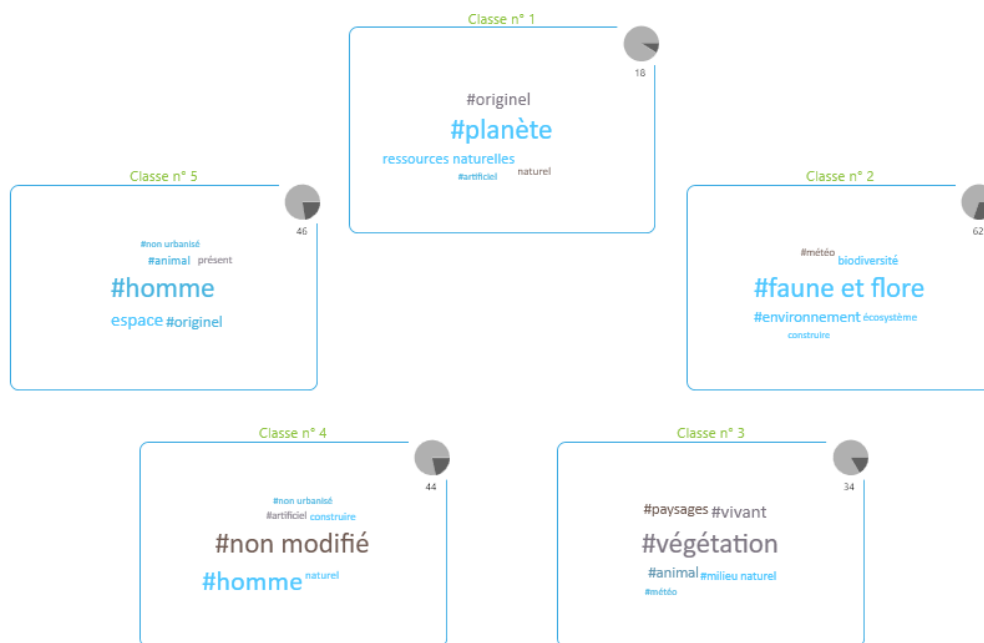 Classe n° 1
18
#originel
#planète
ressources naturelles
#artificiel naturel
Classe n° 5
46
#non urbanisé
#animal présent
#homme
espace #originel
Classe n° 2
62
#météo biodiversité
#faune et flore
#environnement écosystème
construire
Classe n° 4
44
#non urbanisé
#artificiel construire
#non modifié
#homme naturel
Classe n° 3
34
#paysages #vivant
#végétation
#animal #milieu naturel
#météo